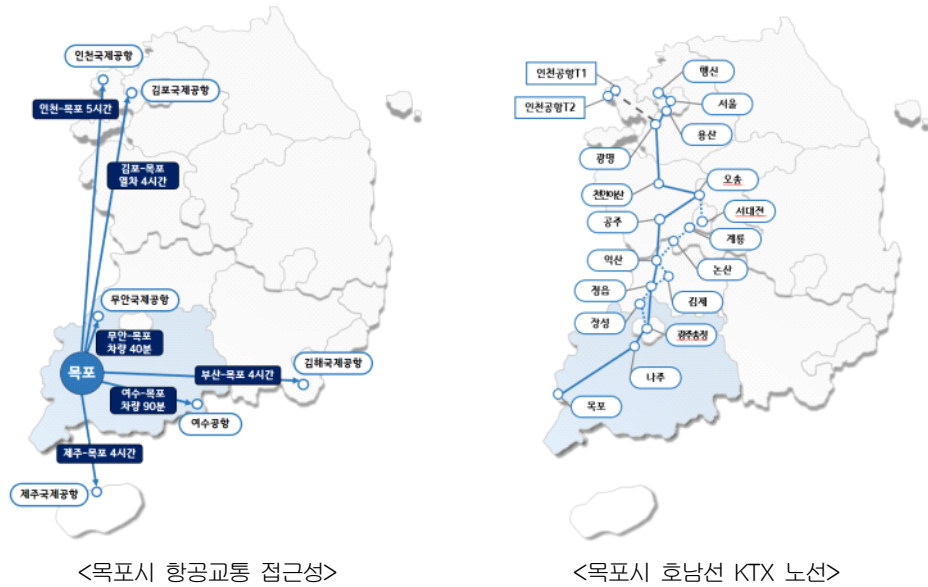 인천국제공항
김포국제공항
인천-목포 5시간
김포-목포
열차 4시간
무안국제공항
무안-목포
차량 40분
목포
부산-목포 4시간
김해국제공항
여수-목포
차량 90분
여수공항
제주-목포 4시간
제주국제공항
<목포시 항공교통 접근성>
인천공항T1
인천공항T2
행신
서울
용산
광명
천안아산
오송
서대전
공주
계룡
익산
논산
정읍
김제
장성
광주송정
나주
목포
<목포시 호남선 KTX 노선>